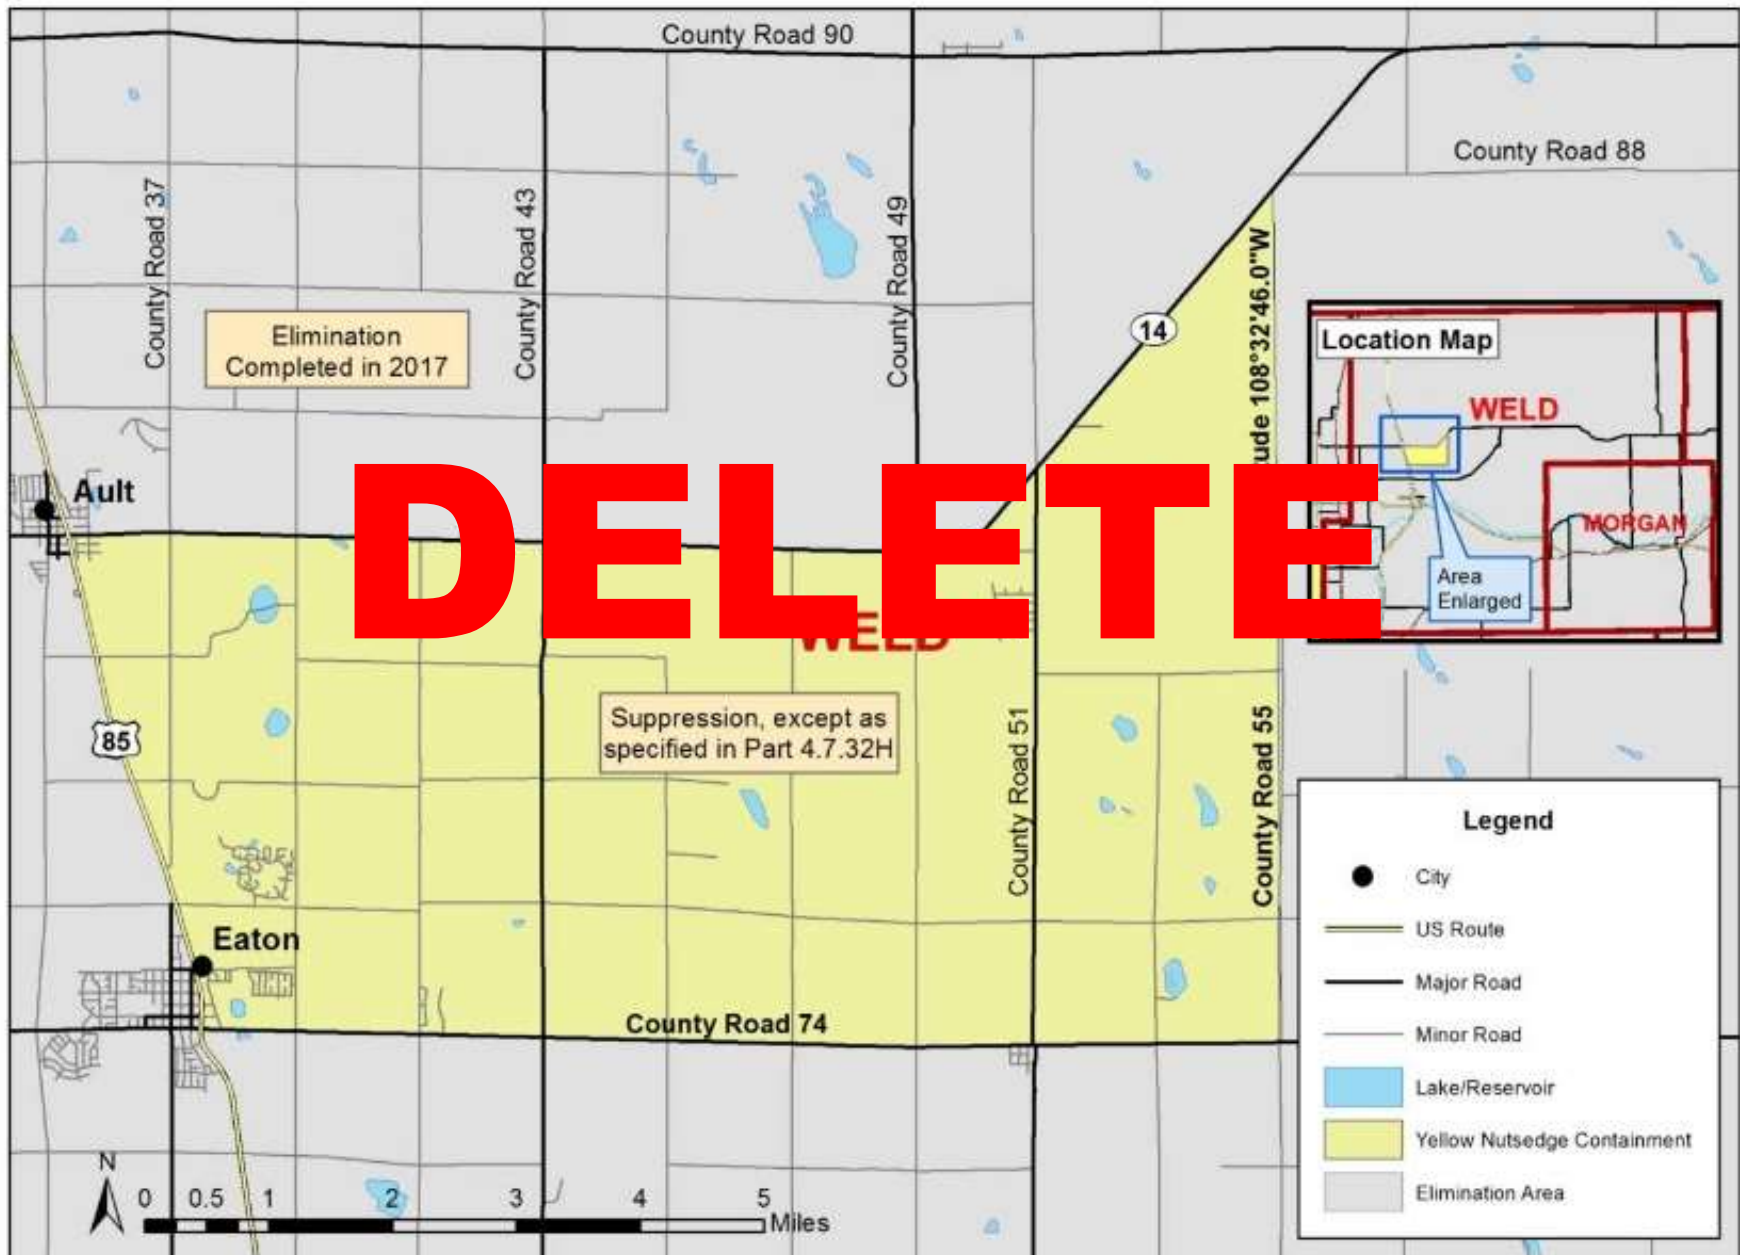 County Road 90
County Road 88
County Road 37
County Road 43
County Road 49
108°32'46.0"W
Elimination
Completed in 2017
14
Location Map
WELD
MORGAN
Area
Enlarged
Ault
DELETE
WELD
Suppression, except as
specified in Part 4.7.32H
85
County Road 51
County Road 55
Eaton
County Road 74
Legend
City
US Route
Major Road
Minor Road
Lake/Reservoir
Yellow Nutsedge Containment
Elimination Area
N
0 0.5 1 2 3 4 5
Miles